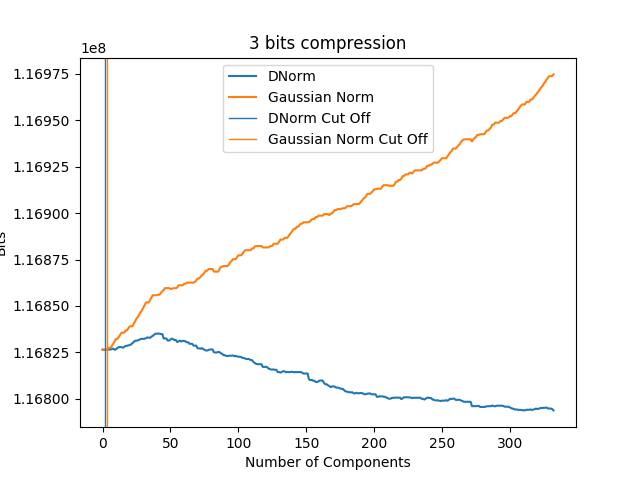 3 bits compression
1e8
1.16975
1.16950
1.16925
1.16900
1.16875
1.16850
1.16825
1.16800
Bits
DNorm
Gaussian Norm
DNorm Cut Off
Gaussian Norm Cut Off
0 50 100 150 200 250 300
Number of Components